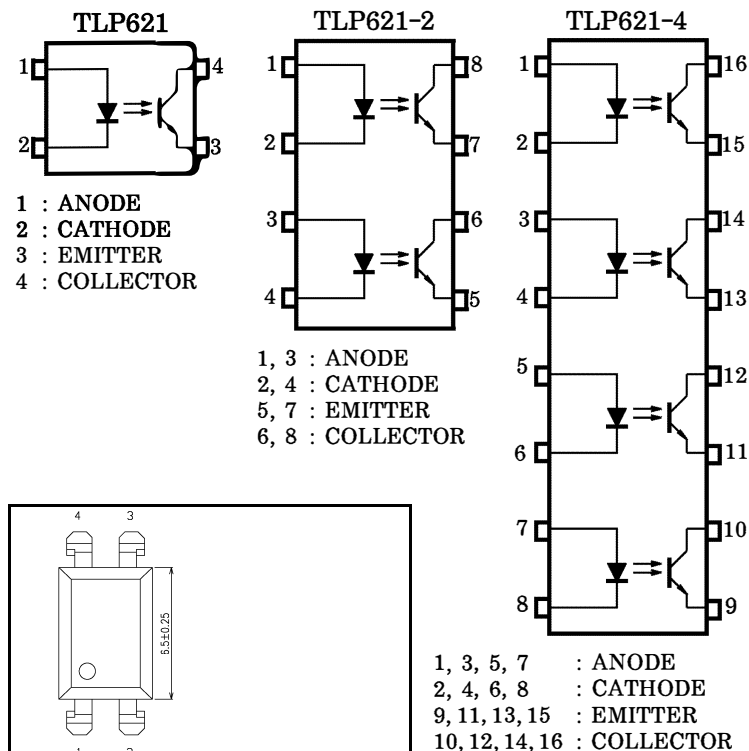 TLP621
1
2
4
3
1 : ANODE
2 : CATHODE
3 : EMITTER
4 : COLLECTOR
TLP621-2
1
2
3
4
8
7
6
5
1, 3 : ANODE
2, 4 : CATHODE
5, 7 : EMITTER
6, 8 : COLLECTOR
TLP621-4
1
2
3
4
5
6
7
8
16
15
14
13
12
11
10
9
1, 3, 5, 7 : ANODE
2, 4, 6, 8 : CATHODE
9, 11, 13, 15 : EMITTER
10, 12, 14, 16 : COLLECTOR
4 3
6.5±0.25